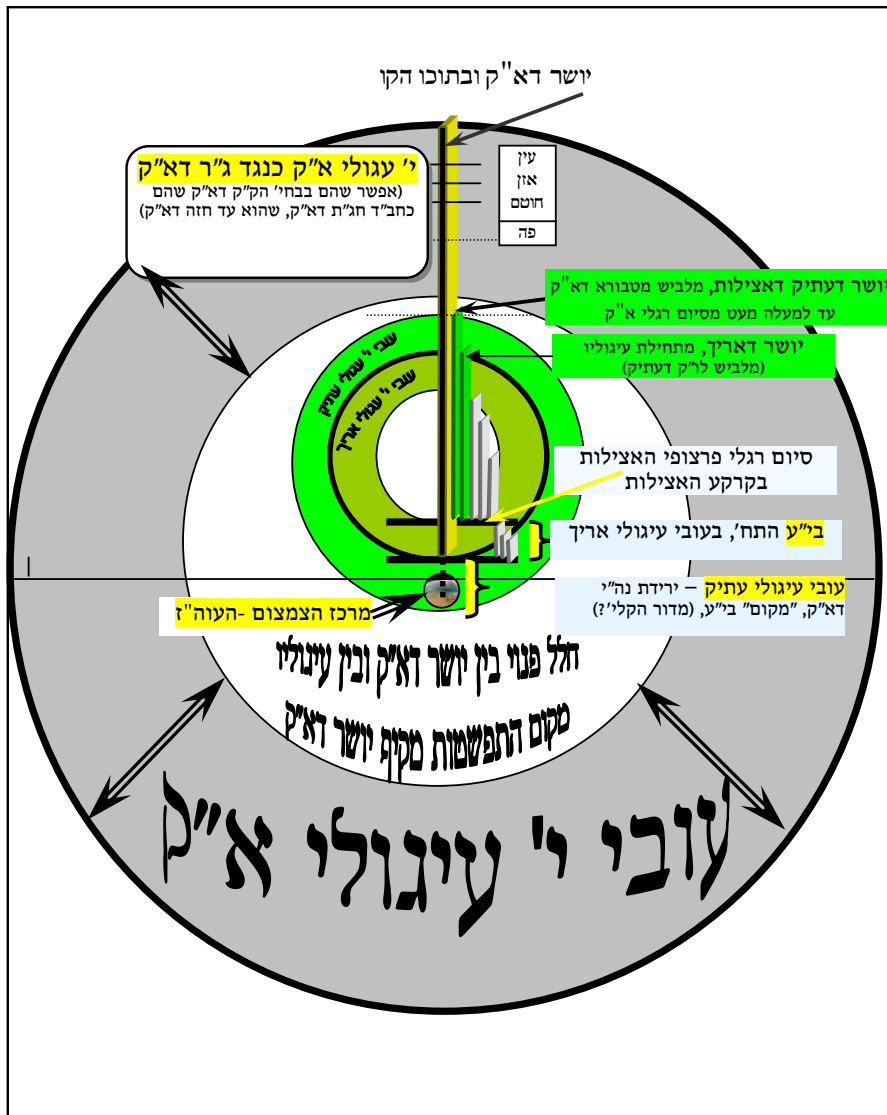 יושר דא"ק ובתוכו הקו
י' עגולי א"ק כנגד ג"ר דא"ק
(אפשר שהם בבחי' הק"ק דא"ק שהם
כחב"ד חג"ת דא"ק, שהוא עד חזה דא"ק)
עין
אזן
חוטם
פה
יושר דעתיק דאצילות, מלביש מטבורא דא"ק
עד למעלה מעט מסיום רגלי א"ק
יושר דאריך, מתחילת עיגוליו
(מלביש לו"ק דעתיק)
עובי י' עגולי עתיק
עובי י' עגולי אריך
סיום רגלי פרצופי האצילות
בקרקע האצילות
בי"ע התח', בעובי עיגולי אריך
עובי עיגולי עתיק – ירידת נה"י
דא"ק, "מקום" בי"ע, (מדור הקלי'?)
מרכז הצמצום -העוה"ז
חלל פנוי בין יושר דא"ק ובין עיגוליו
מקום התפשטות מקיף יושר דא"ק
עובי י' עיגולי א"ק